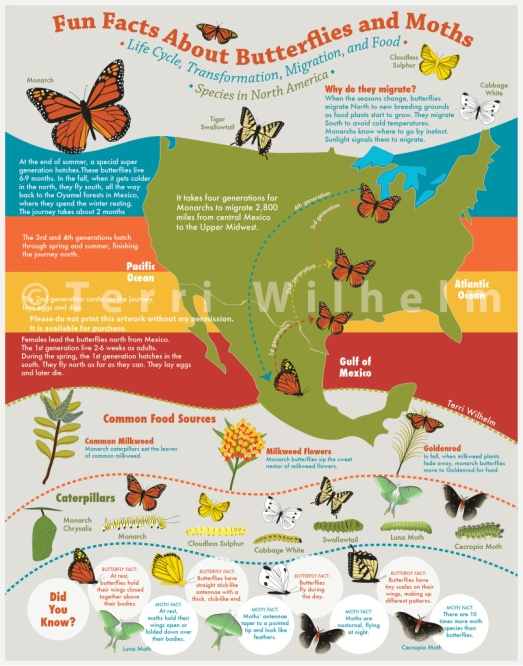 Fun Facts About Butterflies and Moths
• Life Cycle, Transformation, Migration, and Food •
• Species in North America •
Monarch
Tiger
Swallowtail
Cloudless
Sulphur
Cabbage
White
Why do they migrate?
When the seasons change, butterflies
migrate North to new breeding grounds
as food plants start to grow. They migrate
South to avoid cold temperatures.
Monarchs know where to go by instinct.
Sunlight signals them to migrate.
At the end of summer, a special super
generation hatches.These butterflies live
6-9 months. In the fall, when it gets colder
in the north, they fly south, all the way
back to the Oyamel forests in Mexico,
where they spend the winter resting.
The journey takes about 2 months
It takes four generations for
Monarchs to migrate 2,800
miles from central Mexico
to the Upper Midwest.
4th generation
3rd generation
2nd generation
1st generation
The 3rd and 4th generations hatch
through spring and summer, finishing
the journey north.
Pacific
Ocean
Atlantic
Ocean
©Terri Wilhelm
The 2nd generation continues the journey,
lays eggs and dies.
Please do not print this artwork without my permission.
It is available for purchase.
Females lead the butterflies north from Mexico.
The 1st generation live 2-6 weeks as adults.
During the spring, the 1st generation hatches in the
south. They fly north as far as they can. They lay eggs
and later die.
Gulf of
Mexico
Terri Wilhelm
Common Food Sources
Common Milkweed
Monarch caterpillars eat the leaves
of common milkweed.
Milkweed Flowers
Monarch butterflies sip the sweet
nectar of milkweed flowers.
Goldenrod
In fall, when milkweed plants
fade away, monarch butterflies
move to Goldenrod for food.
Caterpillars
Monarch
Chrysalis
Monarch
Cloudless Sulphur
Cabbage White
Swallowtail
Luna Moth
Cecropia Moth
Did
You
Know?
BUTTERFLY FACT:
At rest,
butterflies hold
their wings closed
together above
their bodies.
BUTTERFLY FACT:
Butterflies have
straight stick-like
antennae with a
thick, club-like end.
BUTTERFLY FACT:
Butterflies
fly during
the day.
BUTTERFLY FACT:
Butterflies have
tiny scales on their
wings, making up
different patterns.
MOTH FACT:
At rest,
moths hold their
wings open or
folded down over
their bodies.
Luna Moth
MOTH FACT:
Moths' antennae
taper to a pointed
tip and look like
feathers.
MOTH FACT:
Moths are
nocturnal, flying
at night.
MOTH FACT:
There are 10
times more moth
species than
butterflies.
Cecropia Moth